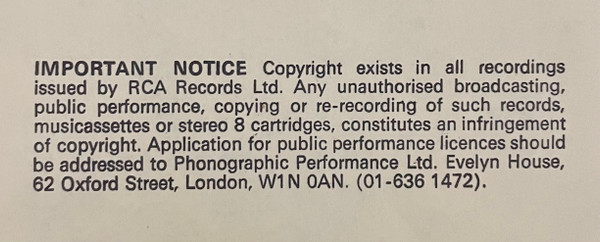 IMPORTANT NOTICE Copyright exists in all recordings
issued by RCA Records Ltd. Any unauthorised broadcasting,
public performance, copying or re-recording of such records,
musicassettes or stereo 8 cartridges, constitutes an infringement
of copyright. Application for public performance licences should
be addressed to Phonographic Performance Ltd. Evelyn House,
62 Oxford Street, London, W1N 0AN. (01-636 1472).